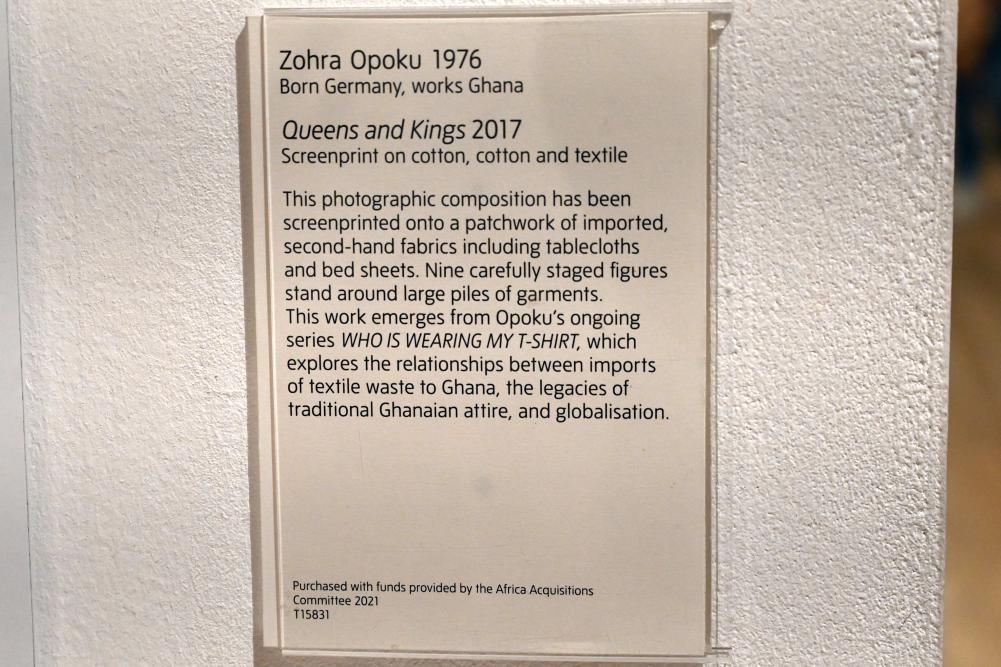 Zohra Opoku 1976
Born Germany, works Ghana
Queens and Kings 2017
Screenprint on cotton, cotton and textile
This photographic composition has been
screenprinted onto a patchwork of imported,
second-hand fabrics including tablecloths
and bed sheets. Nine carefully staged figures
stand around large piles of garments.
This work emerges from Opoku's ongoing
series WHO IS WEARING MY T-SHIRT, which
explores the relationships between imports
of textile waste to Ghana, the legacies of
traditional Ghanaian attire, and globalisation.
Purchased with funds provided by the Africa Acquisitions
Committee 2021
T15831